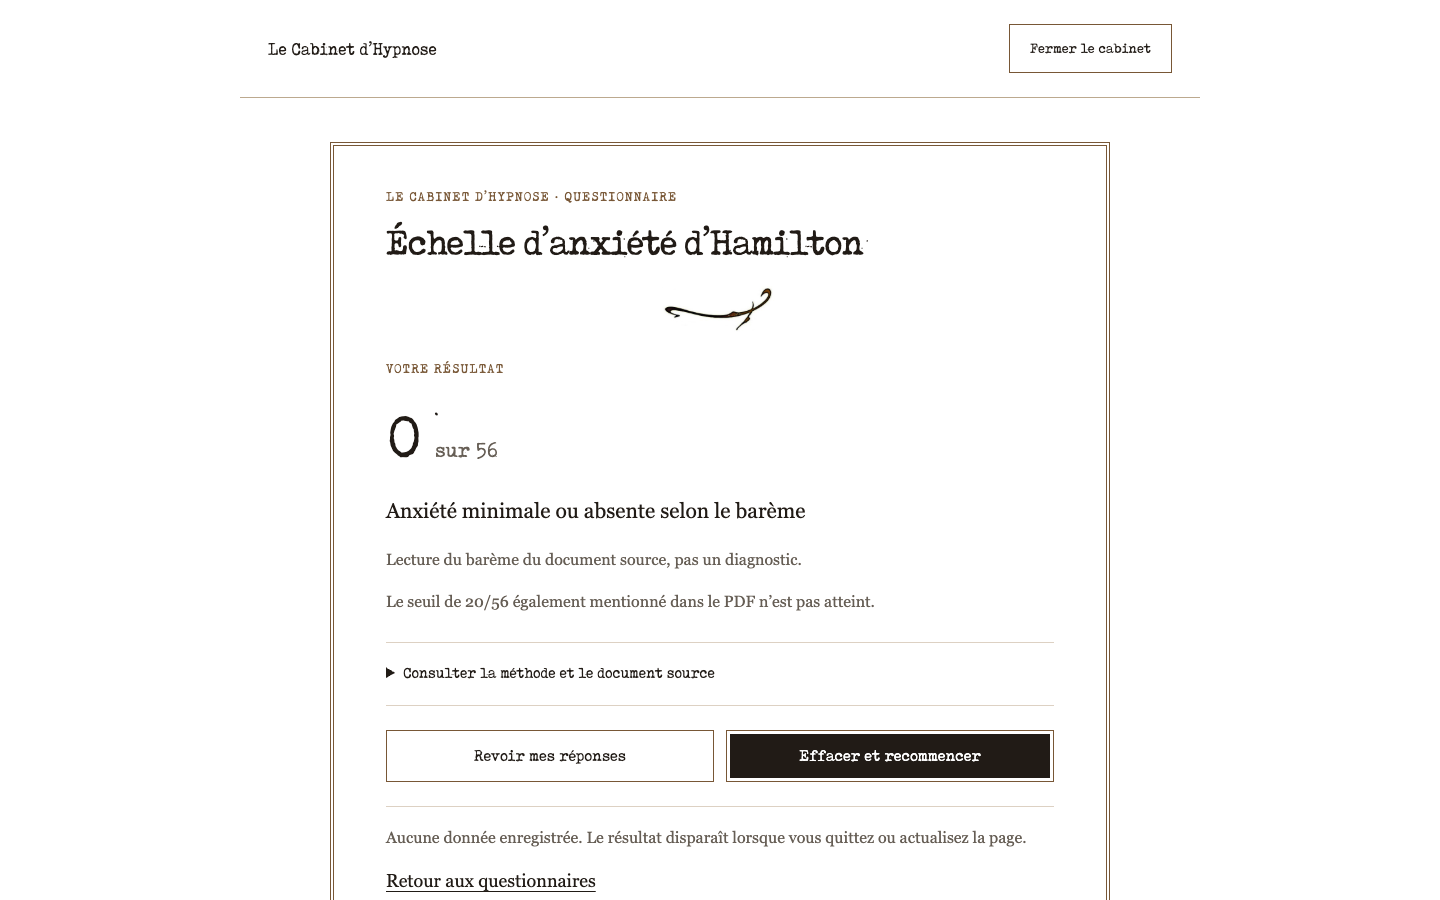 Le Cabinet d’Hypnose
Fermer le cabinet
LE CABINET D’HYPNOSE · QUESTIONNAIRE
Échelle d’anxiété d’Hamilton
VOTRE RÉSULTAT
0 sur 56
Anxiété minimale ou absente selon le barème
Lecture du barème du document source, pas un diagnostic.
Le seuil de 20/56 également mentionné dans le PDF n’est pas atteint.
Consulter la méthode et le document source
Revoir mes réponses
Effacer et recommencer
Aucune donnée enregistrée. Le résultat disparaît lorsque vous quittez ou actualisez la page.
Retour aux questionnaires